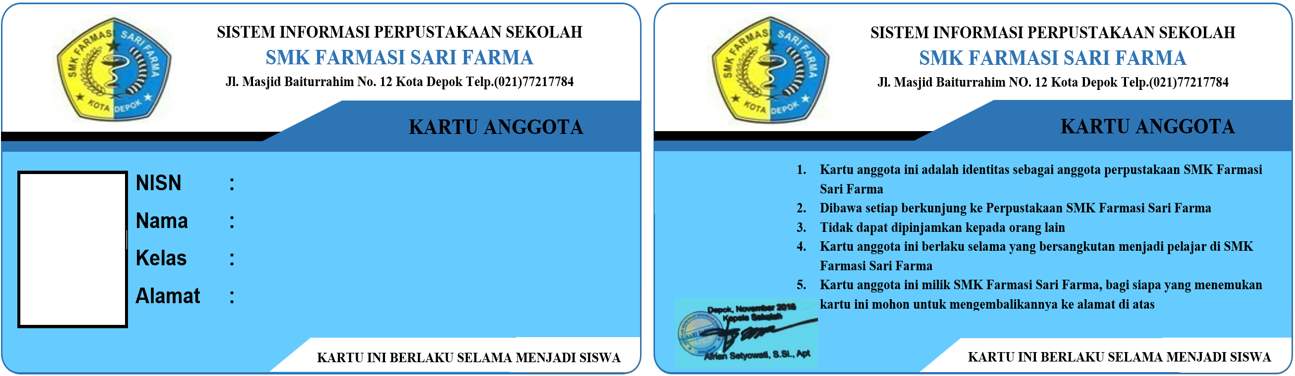 SMK FARMASI SARI FARMA
KOTA DEPOK
SISTEM INFORMASI PERPUSTAKAAN SEKOLAH
SMK FARMASI SARI FARMA
Jl. Masjid Baiturrahim No. 12 Kota Depok Telp.(021)77217784
KARTU ANGGOTA
NISN :
Nama :
Kelas :
Alamat :
KARTU INI BERLAKU SELAMA MENJADI SISWA
SMK FARMASI SARI FARMA
KOTA DEPOK
SISTEM INFORMASI PERPUSTAKAAN SEKOLAH
SMK FARMASI SARI FARMA
Jl. Masjid Baiturrahim NO. 12 Kota Depok Telp.(021)77217784
KARTU ANGGOTA
1. Kartu anggota ini adalah identitas sebagai anggota perpustakaan SMK Farmasi
Sari Farma
2. Dibawa setiap berkunjung ke Perpustakaan SMK Farmasi Sari Farma
3. Tidak dapat dipinjamkan kepada orang lain
4. Kartu anggota ini berlaku selama yang bersangkutan menjadi pelajar di SMK
Farmasi Sari Farma
5. Kartu anggota ini milik SMK Farmasi Sari Farma, bagi siapa yang menemukan
kartu ini mohon untuk mengembalikannya ke alamat di atas
Depok, November 2016
Kepala Sekolah
Afrian Setyowati, S.Si., Apt
KARTU INI BERLAKU SELAMA MENJADI SISWA